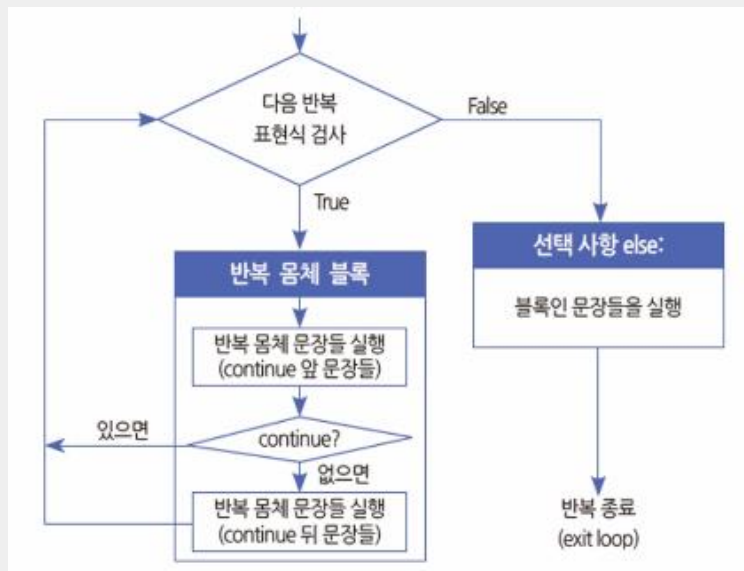 다음 반복
표현식 검사
False
True
선택 사항 else:
블록인 문장들을 실행
반복 몸체 블록
반복 몸체 문장들 실행
(continue 앞 문장들)
있으면
continue?
없으면
반복 몸체 문장들 실행
(continue 뒤 문장들)
반복 종료
(exit loop)